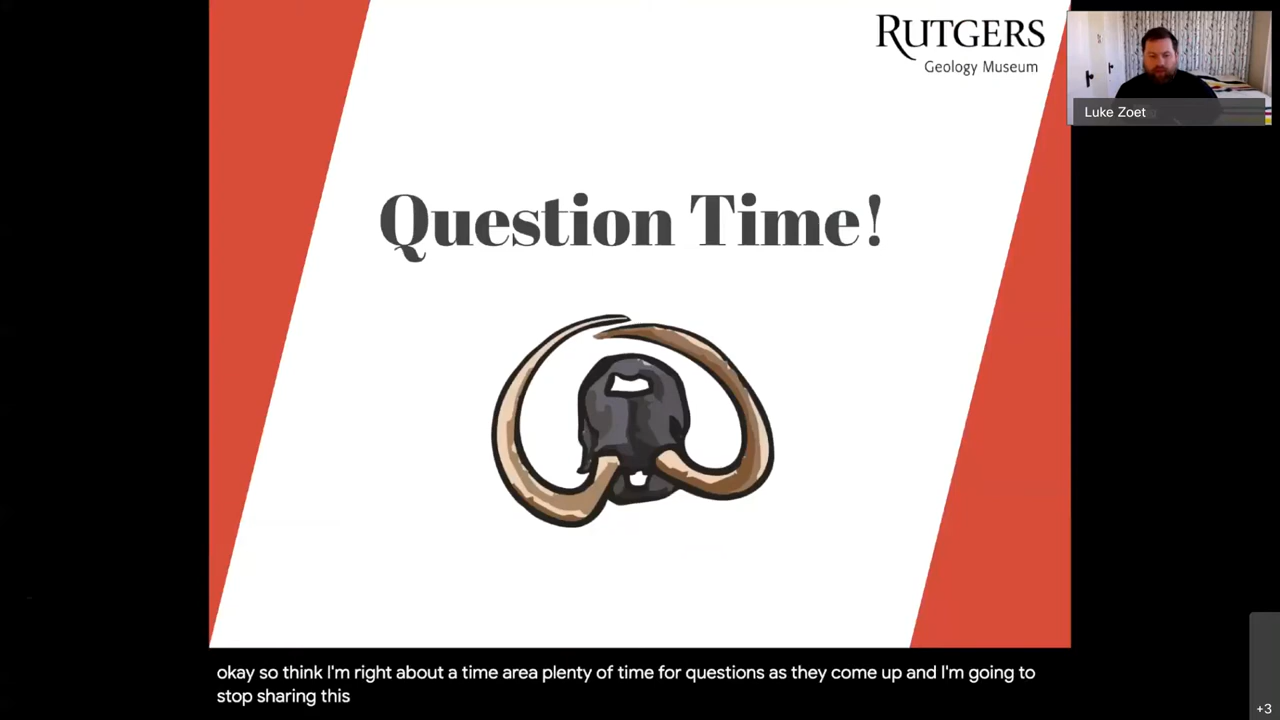 RUTGERS
Geology Museum
Luke Zoet
Question Time!
okay so think I'm right about a time area plenty of time for questions as they come up and I'm going to
stop sharing this
+3